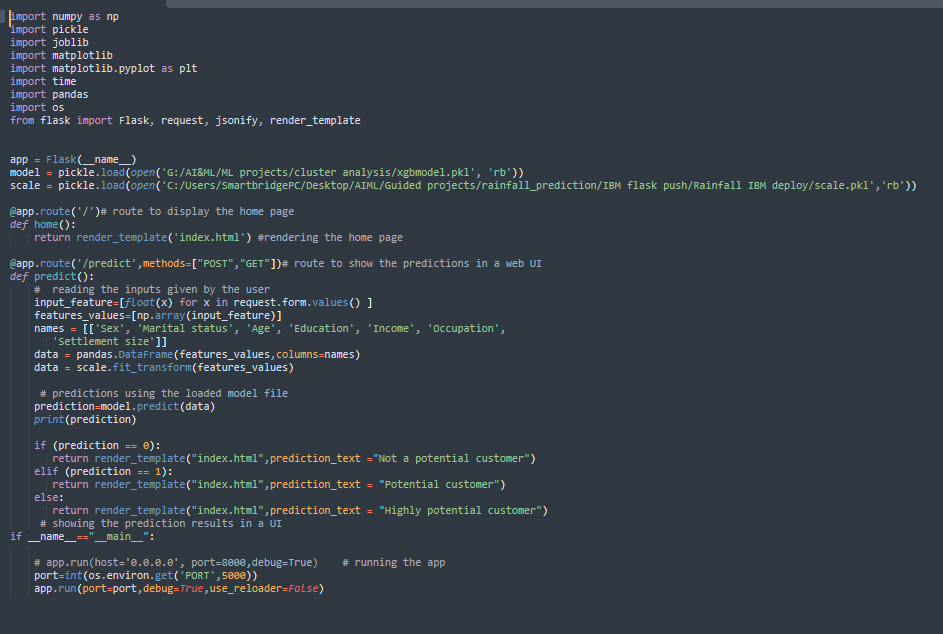 import numpy as np
import pickle
import joblib
import matplotlib
import matplotlib.pyplot as plt
import time
import pandas
import os
from flask import Flask, request, jsonify, render_template
app = Flask(__name__)
model = pickle.load(open('G:/AI&ML/ML projects/cluster analysis/xgbmodel.pkl', 'rb'))
scale = pickle.load(open('C:/Users/SmartbridgePC/Desktop/AIML/Guided projects/rainfall_prediction/IBM flask push/Rainfall IBM deploy/scale.pkl','rb'))
@app.route('/')# route to display the home page
def home():
    return render_template('index.html') #rendering the home page
@app.route('/predict',methods=["POST","GET"])# route to show the predictions in a web UI
def predict():
    #  reading the inputs given by the user
    input_feature=[float(x) for x in request.form.values() ]
    features_values=[np.array(input_feature)]
    names = [['Sex', 'Marital status', 'Age', 'Education', 'Income', 'Occupation',
       'Settlement size']]
    data = pandas.DataFrame(features_values,columns=names)
    data = scale.fit_transform(features_values)
     # predictions using the loaded model file
    prediction=model.predict(data)
    print(prediction)
    if (prediction == 0):
       return render_template("index.html",prediction_text ="Not a potential customer")
    elif (prediction == 1):
       return render_template("index.html",prediction_text = "Potential customer")
    else:
       return render_template("index.html",prediction_text = "Highly potential customer")
     # showing the prediction results in a UI
if __name__=="__main__":
    # app.run(host='0.0.0.0', port=8000,debug=True)    # running the app
    port=int(os.environ.get('PORT',5000))
    app.run(port=port,debug=True,use_reloader=False)